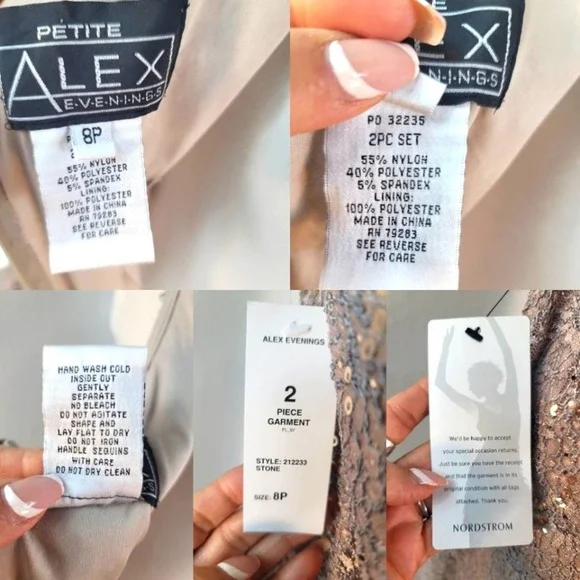 PETITE
ALEX
E·V·E·N·I·N·G·S
8P
55% NYLON
40% POLYESTER
5% SPANDEX
LINING:
100% POLYESTER
MADE IN CHINA
RN 79283
SEE REVERSE
FOR CARE
E
EX
N·I·N·G·S
PO 32235
2PC SET
55% NYLON
40% POLYESTER
5% SPANDEX
LINING:
100% POLYESTER
MADE IN CHINA
RN 79283
SEE REVERSE
FOR CARE
HAND WASH COLD
INSIDE OUT
GENTLY
SEPARATE
NO BLEACH
DO NOT AGITATE
SHAPE AND
LAY FLAT TO DRY
DO NOT IRON
HANDLE SEQUINS
WITH CARE
DO NOT DRY CLEAN
ALEX EVENINGS
2
PIECE
GARMENT
STYLE: 212233
STONE
SIZE: 8P
We'd be happy to accept
your special occasion returns.
Just be sure you have the receipt
and that the garment is in its
original condition with all tags
attached. Thank you.
NORDSTROM